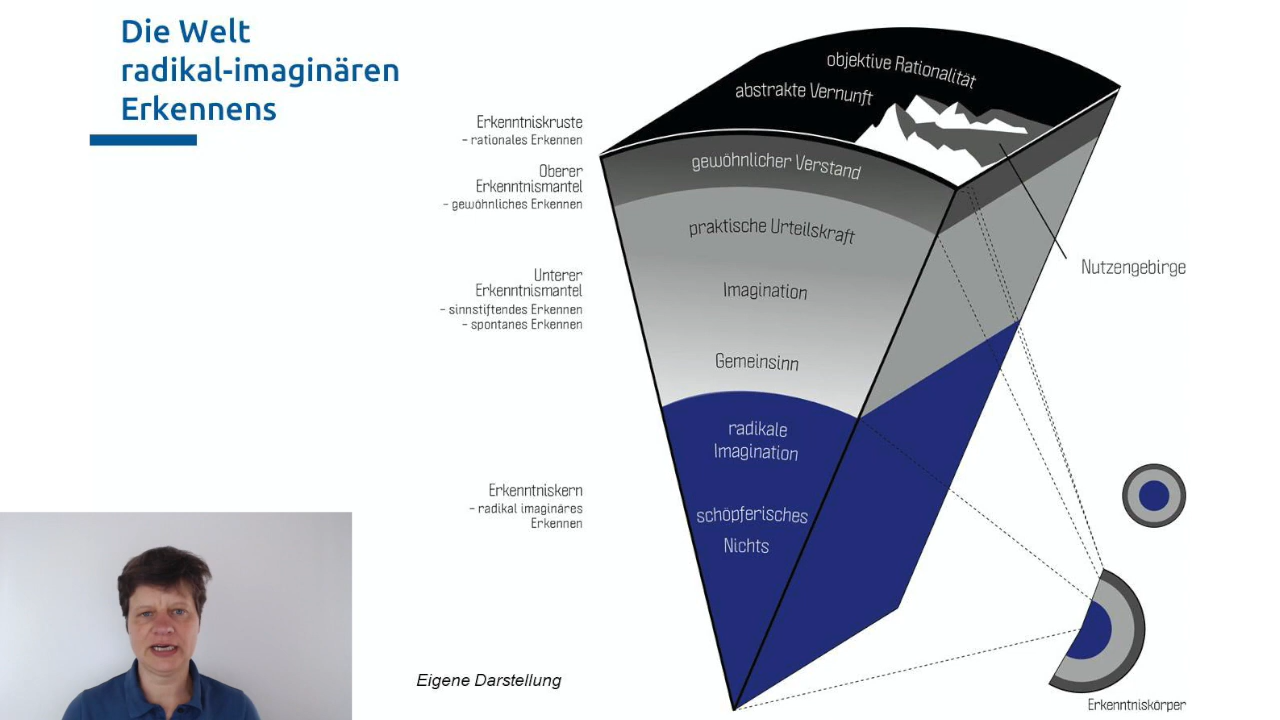 Die Welt
radikal-imaginären
Erkennens
Erkenntniskruste
- rationales Erkennen
Oberer
Erkenntnismantel
- gewöhnliches Erkennen
Unterer
Erkenntnismantel
- sinnstiftendes Erkennen
- spontanes Erkennen
Erkenntniskern
- radikal imaginäres
Erkennen
objektive Rationalität
abstrakte Vernunft
gewöhnlicher Verstand
praktische Urteilskraft
Imagination
Gemeinsinn
radikale
Imagination
schöpferisches
Nichts
Nutzengebirge
Erkenntniskörper
Eigene Darstellung